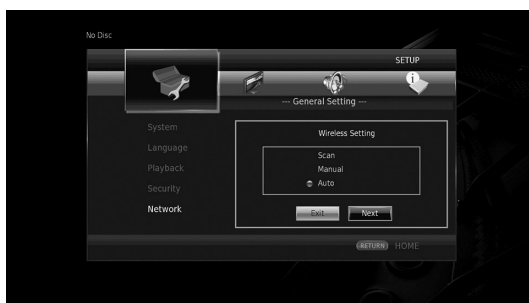 No Disc
SETUP
--- General Setting ---
System
Language
Playback
Security
Network
Wireless Setting
Scan
Manual
Auto
Exit
Next
RETURN HOME